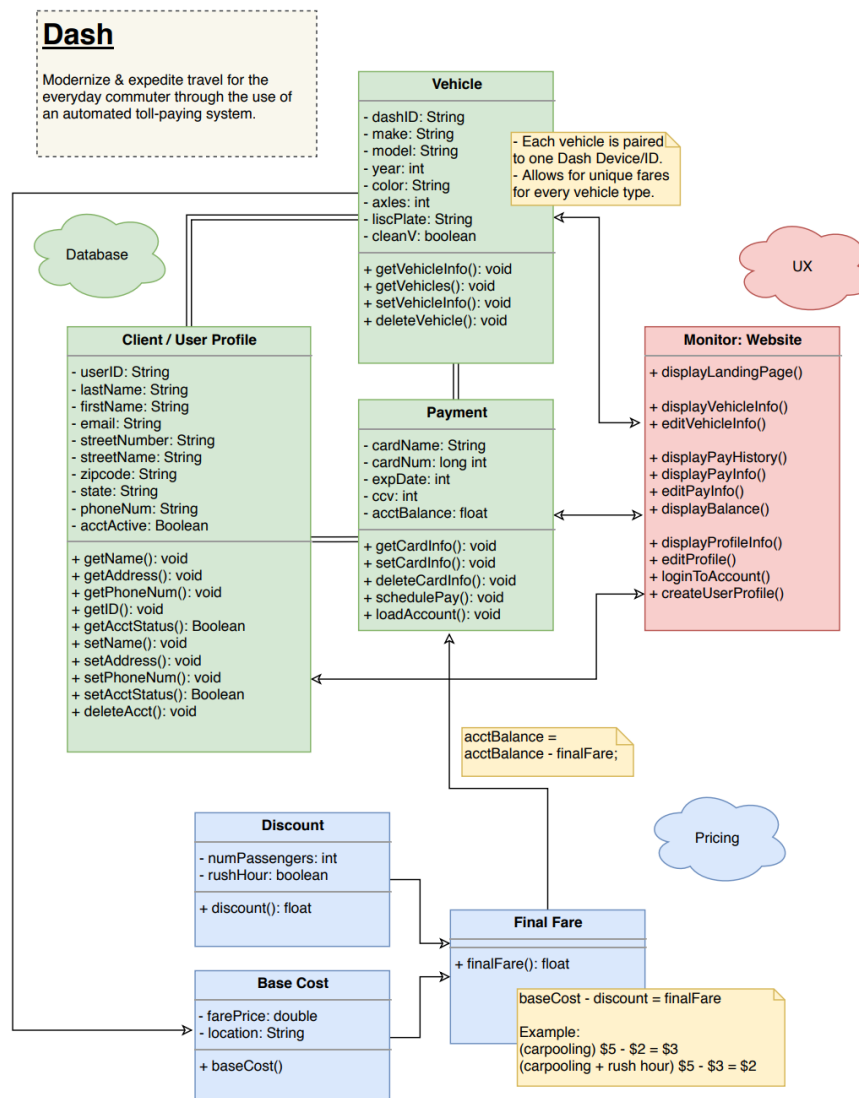 Dash
Modernize & expedite travel for the
everyday commuter through the use of
an automated toll-paying system.
Vehicle
- dashID: String
- make: String
- model: String
- year: int
- color: String
- axles: int
- liscPlate: String
- cleanV: boolean
+ getVehicleInfo(): void
+ getVehicles(): void
+ setVehicleInfo(): void
+ deleteVehicle(): void
- Each vehicle is paired
to one Dash Device/ID.
- Allows for unique fares
for every vehicle type.
Database
UX
Client / User Profile
- userID: String
- lastName: String
- firstName: String
- email: String
- streetNumber: String
- streetName: String
- zipcode: String
- state: String
- phoneNum: String
- acctActive: Boolean
+ getName(): void
+ getAddress(): void
+ getPhoneNum(): void
+ getID(): void
+ getAcctStatus(): Boolean
+ setName(): void
+ setAddress(): void
+ setPhoneNum(): void
+ setAcctStatus(): Boolean
+ deleteAcct(): void
Payment
- cardName: String
- cardNum: long int
- expDate: int
- ccv: int
- acctBalance: float
+ getCardInfo(): void
+ setCardInfo(): void
+ deleteCardInfo(): void
+ schedulePay(): void
+ loadAccount(): void
Monitor: Website
+ displayLandingPage()
+ displayVehicleInfo()
+ editVehicleInfo()
+ displayPayHistory()
+ displayPayInfo()
+ editPayInfo()
+ displayBalance()
+ displayProfileInfo()
+ editProfile()
+ loginToAccount()
+ createUserProfile()
acctBalance =
acctBalance - finalFare;
Pricing
Discount
- numPassengers: int
- rushHour: boolean
+ discount(): float
Final Fare
+ finalFare(): float
Base Cost
- farePrice: double
- location: String
+ baseCost()
baseCost - discount = finalFare
Example:
(carpooling) $5 - $2 = $3
(carpooling + rush hour) $5 - $3 = $2